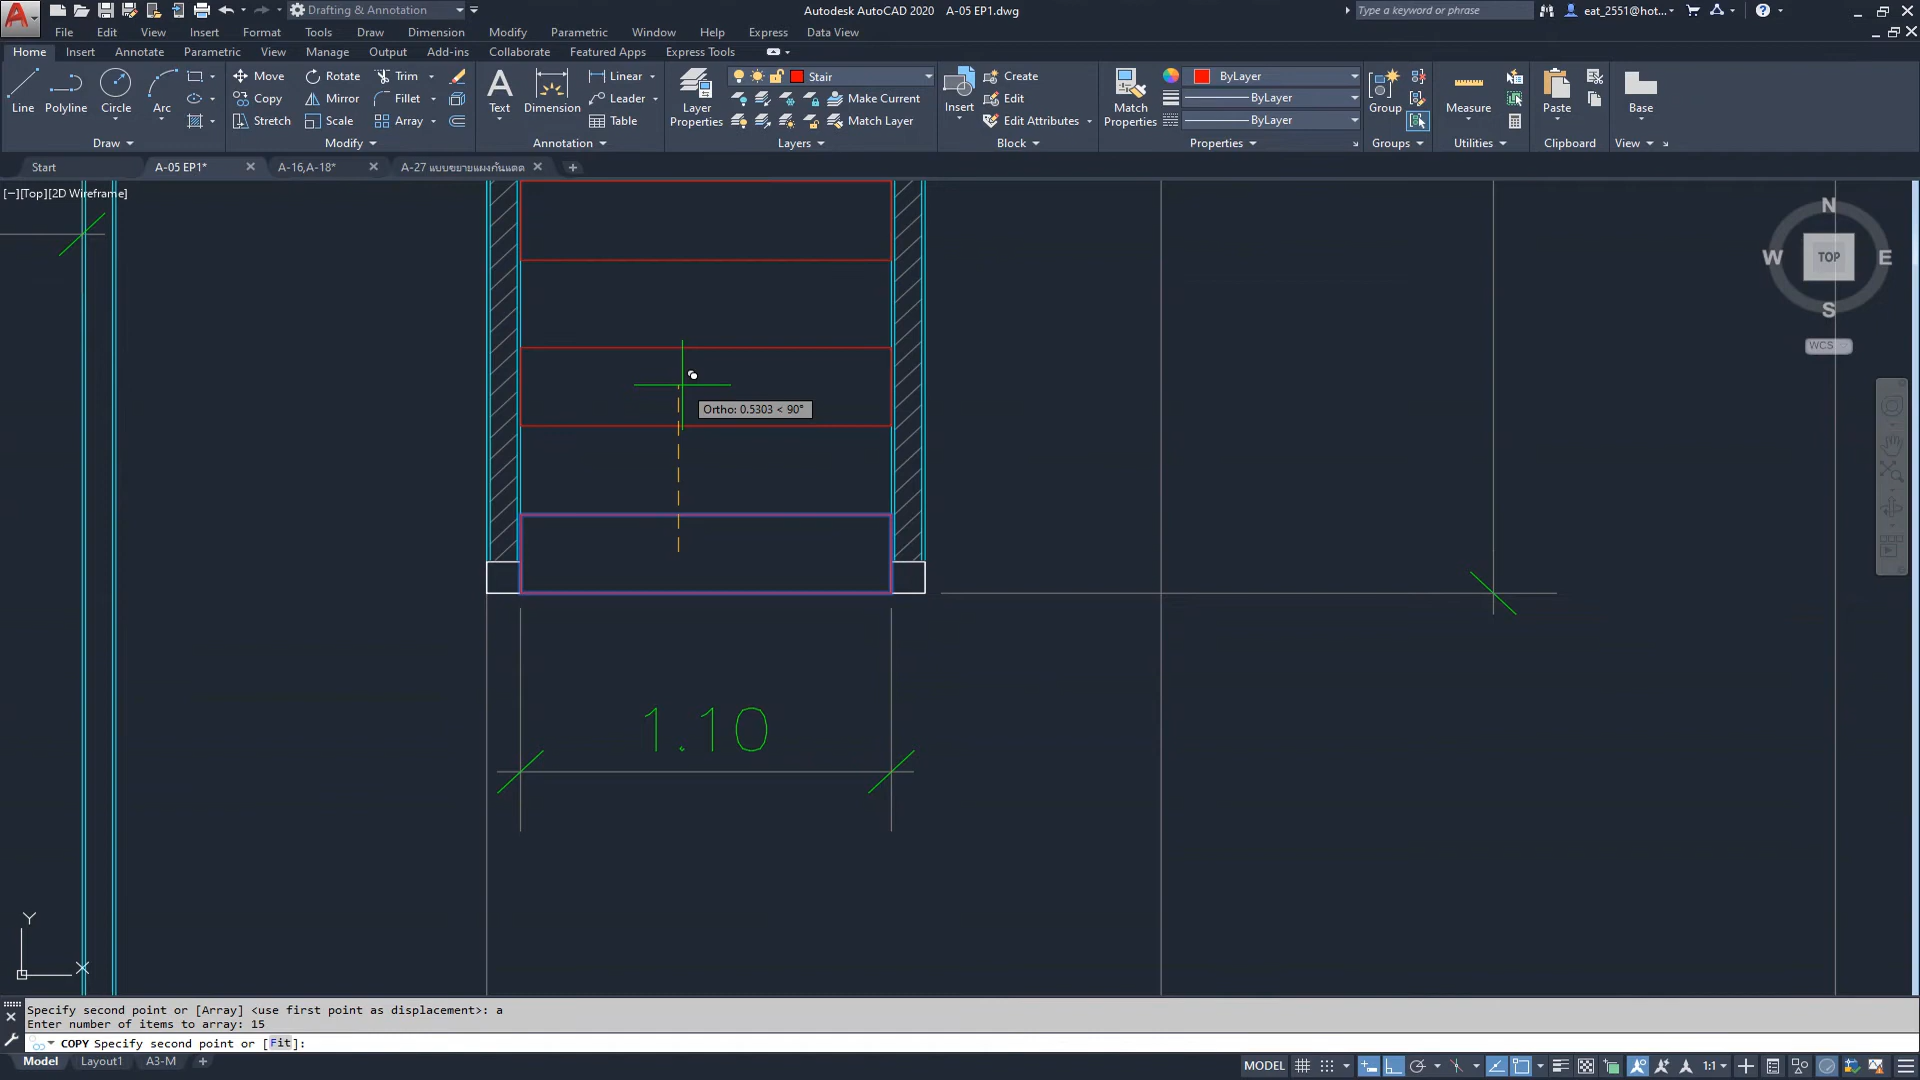 Drafting & Annotation
Autodesk AutoCAD 2020 A-05 EP1.dwg
Type a keyword or phrase
eat_2551@hot...
File Edit View Insert Format Tools Draw Dimension Modify Parametric Window Help Express Data View
Home Insert Annotate Parametric View Manage Output Add-ins Collaborate Featured Apps Express Tools
Line Polyline Circle Arc
Move Rotate Trim
Copy Mirror Fillet
Stretch Scale Array
Text Dimension
Linear
Leader
Table
Layer Properties
Stair
Make Current
Match Layer
Insert
Create
Edit
Edit Attributes
Match Properties
ByLayer
ByLayer
ByLayer
Group
Measure
Paste
Base
Draw Modify Annotation Layers Block Properties Groups Utilities Clipboard View
Start A-05 EP1* A-16,A-18* A-27 แบบขยายแผงกันแดด
[−][Top][2D Wireframe]
N
W TOP E
S
WCS
Ortho: 0.5303 < 90°
1.10
Y
X
Specify second point or [Array] <use first point as displacement>: a
Enter number of items to array: 15
COPY Specify second point or [Fit]:
Model Layout1 A3-M
MODEL 1:1